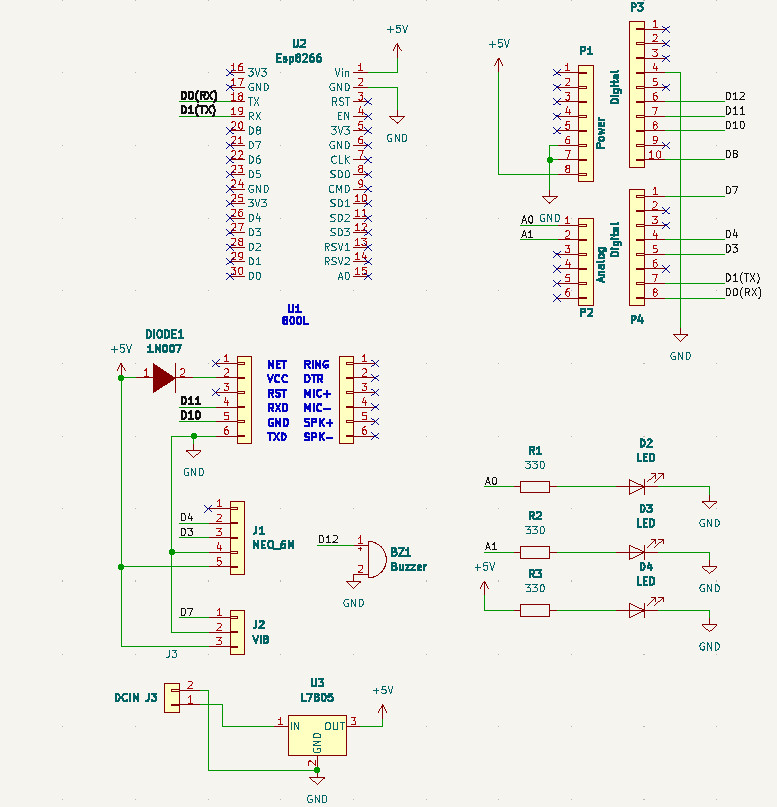 P3
U2
Esp8266
+5V
+5V
P1
Digital
Power
1
2
3
4
5
6
7
8
9
10
D12
D11
D10
D8
16 3V3
17 GND
D0(RX) 18 TX
D1(TX) 19 RX
20 D8
21 D7
22 D6
23 D5
24 GND
25 3V3
26 D4
27 D3
28 D2
29 D1
30 D0
Vin 1
GND 2
RST 3
EN 4
3V3 5
GND 6
CLK 7
SD0 8
CMD 9
SD1 10
SD2 11
SD3 12
RSV1 13
RSV2 14
A0 15
GND
1
2
3
4
5
6
7
8
GND
A0 1
A1 2
3
4
5
6
Analog
P2
Digital
1 D7
2
3
4 D4
5 D3
6
7 D1(TX)
8 D0(RX)
P4
GND
U1
800L
DIODE1
1N007
+5V
1 2
1 NET
2 VCC
3 RST
D11 4 RXD
D10 5 GND
6 TXD
RING 1
DTR 2
MIC+ 3
MIC- 4
SPK+ 5
SPK- 6
GND
1
D4 2
D3 3
4
5
J1
NEO_6M
D12 1
+
2
BZ1
Buzzer
GND
D7 1
2
3
J2
VIB
J3
R1
330
D2
LED
A0
GND
R2
330
D3
LED
A1
GND
+5V
R3
330
D4
LED
GND
DCIN J3
2
1
U3
L7805
1 IN
OUT 3
GND
2
+5V
GND